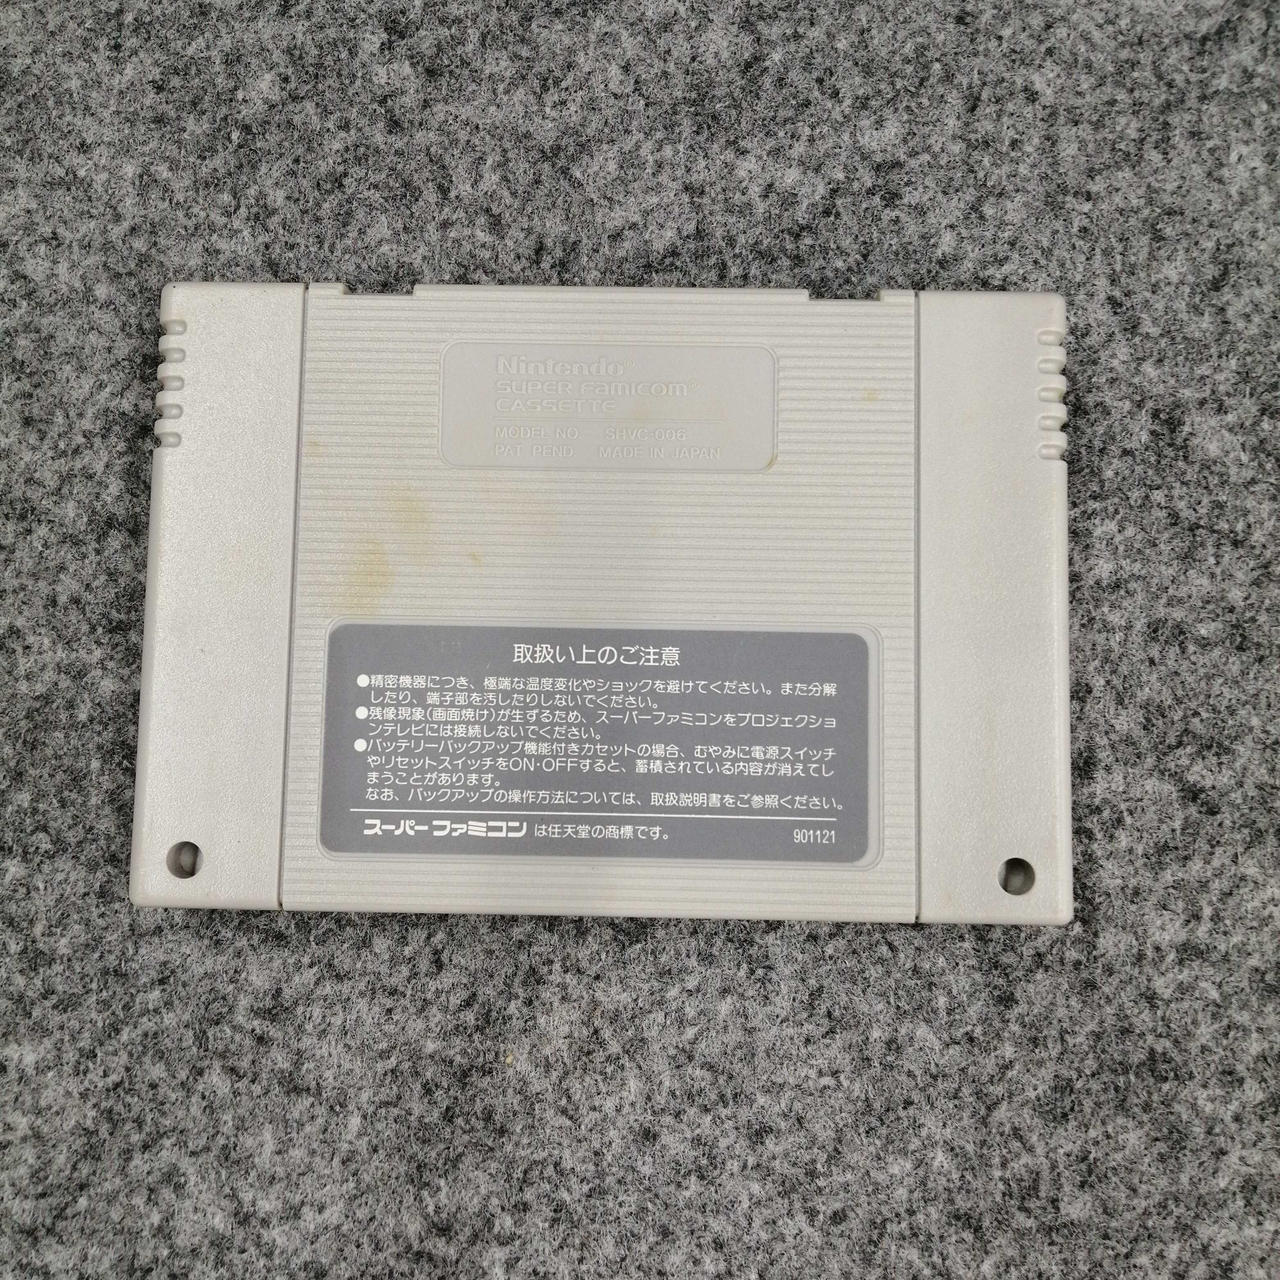 Nintendo®
SUPER FAMICOM®
CASSETTE
MODEL NO. SHVC-006
PAT. PEND. MADE IN JAPAN
取扱い上のご注意
●精密機器につき、極端な温度変化やショックを避けてください。また分解
したり、端子部を汚したりしないでください。
●残像現象(画面焼け)が生ずるため、スーパーファミコンをプロジェクショ
ンテレビには接続しないでください。
●バッテリーバックアップ機能付きカセットの場合、むやみに電源スイッチ
やリセットスイッチをON・OFFすると、蓄積されている内容が消えてし
まうことがあります。
なお、バックアップの操作方法については、取扱説明書をご参照ください。
スーパーファミコン は任天堂の商標です。 901121